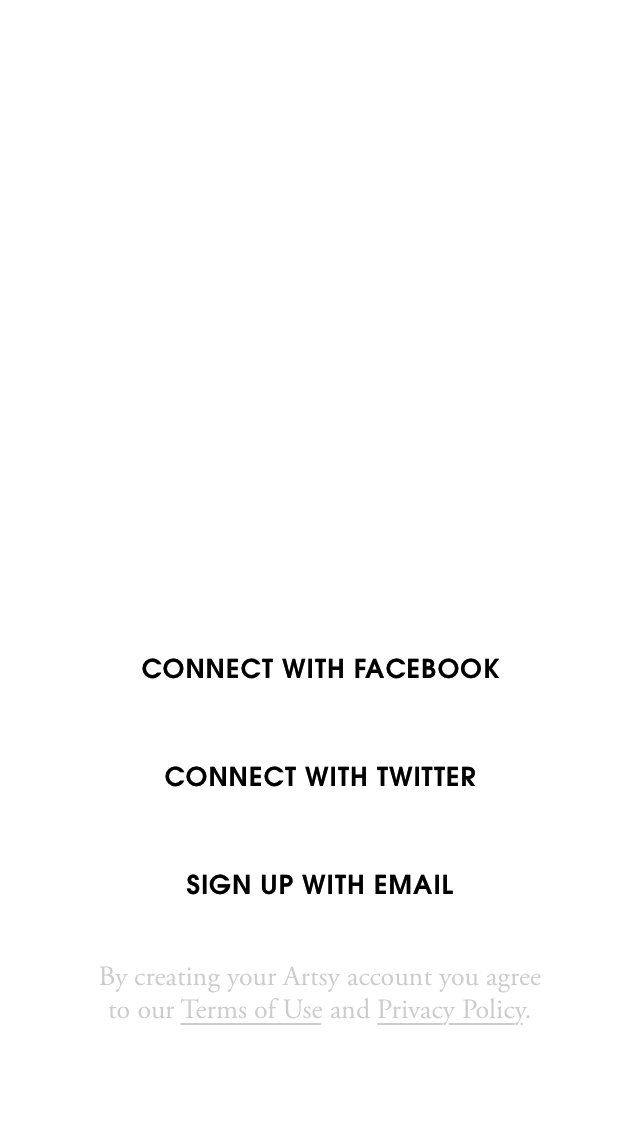 CONNECT WITH FACEBOOK
CONNECT WITH TWITTER
SIGN UP WITH EMAIL
By creating your Artsy account you agree
to our Terms of Use and Privacy Policy.